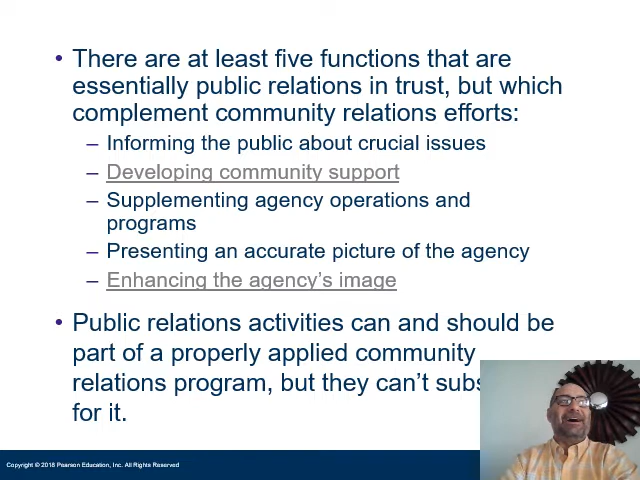 • There are at least five functions that are
essentially public relations in trust, but which
complement community relations efforts:
– Informing the public about crucial issues
– Developing community support
– Supplementing agency operations and
programs
– Presenting an accurate picture of the agency
– Enhancing the agency’s image
• Public relations activities can and should be
part of a properly applied community
relations program, but they can’t subs
for it.
Copyright © 2018 Pearson Education, Inc. All Rights Reserved